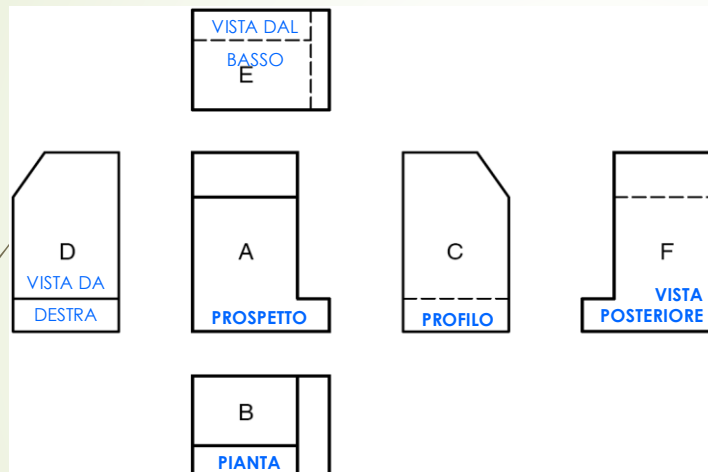 VISTA DAL
BASSO
E
D
VISTA DA
DESTRA
A
PROSPETTO
C
PROFILO
F
VISTA
POSTERIORE
B
PIANTA